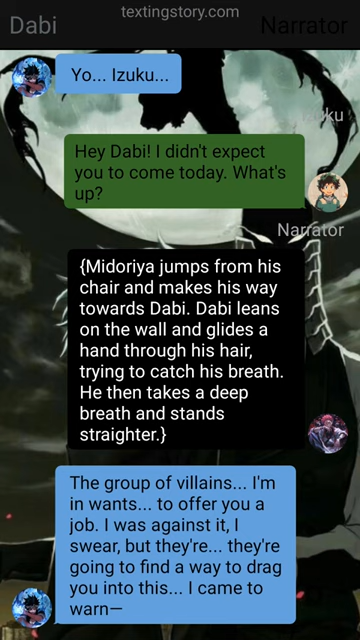 textingstory.com
Dabi
Narrator
Yo... Izuku...
Izuku
Hey Dabi! I didn't expect
you to come today. What's
up?
Narrator
{Midoriya jumps from his
chair and makes his way
towards Dabi. Dabi leans
on the wall and glides a
hand through his hair,
trying to catch his breath.
He then takes a deep
breath and stands
straighter.}
The group of villains... I'm
in wants... to offer you a
job. I was against it, I
swear, but they're... they're
going to find a way to drag
you into this... I came to
warn—